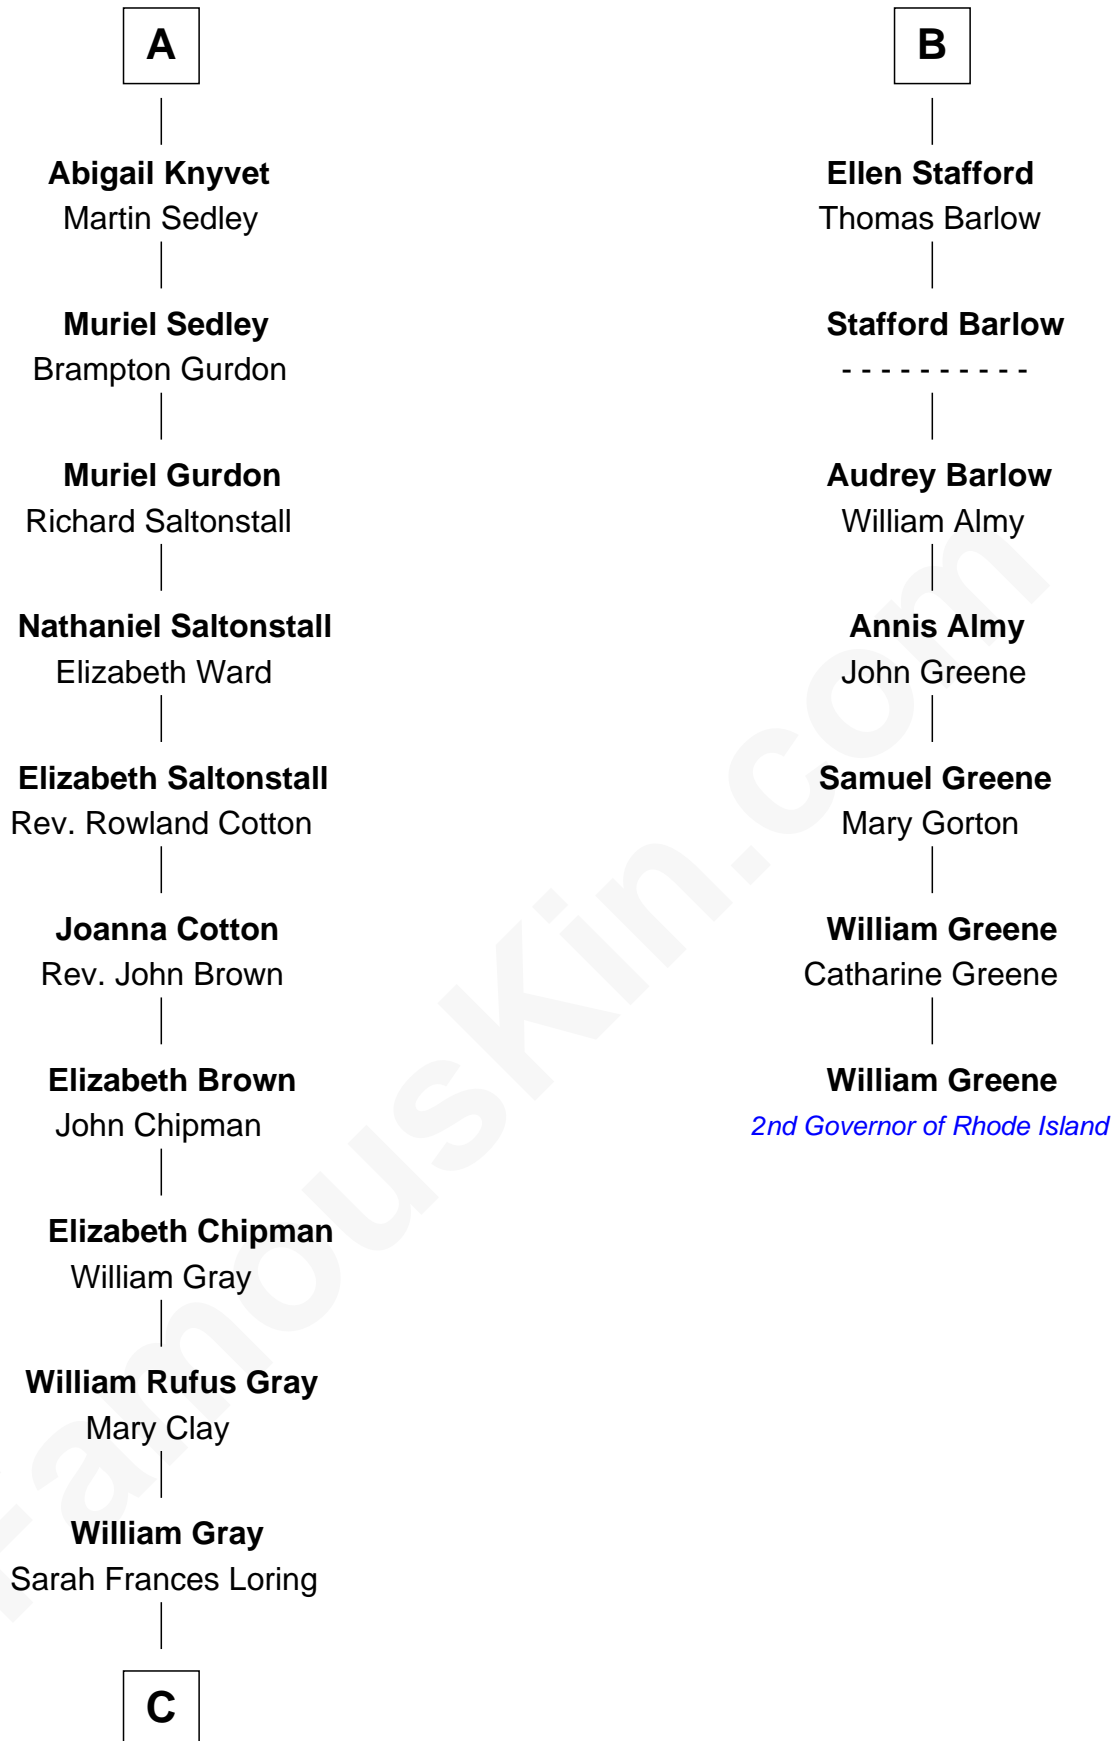 A
Abigail Knyvet
Martin Sedley
Muriel Sedley
Brampton Gurdon
Muriel Gurdon
Richard Saltonstall
Nathaniel Saltonstall
Elizabeth Ward
Elizabeth Saltonstall
Rev. Rowland Cotton
Joanna Cotton
Rev. John Brown
Elizabeth Brown
John Chipman
Elizabeth Chipman
William Gray
William Rufus Gray
Mary Clay
William Gray
Sarah Frances Loring
C
B
Ellen Stafford
Thomas Barlow
Stafford Barlow
- - - - - - - - - -
Audrey Barlow
William Almy
Annis Almy
John Greene
Samuel Greene
Mary Gorton
William Greene
Catharine Greene
William Greene
2nd Governor of Rhode Island
FamousKin.com